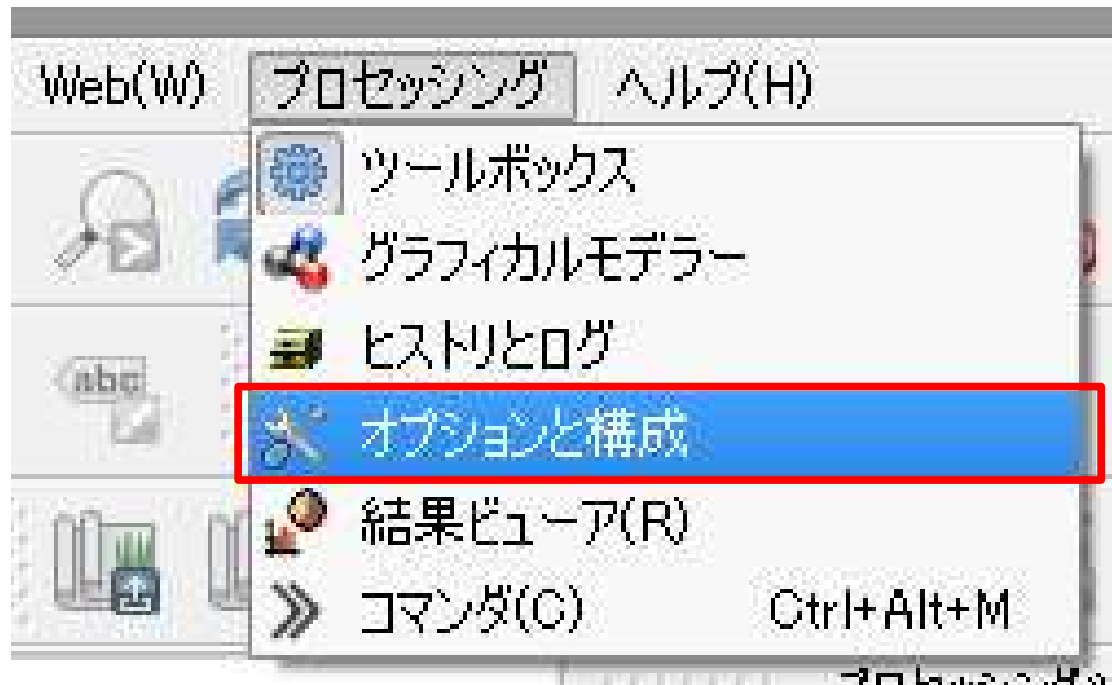 Web(W) プロセッシング ヘルプ(H)
ツールボックス
グラフィカルモデラー
abc
ヒストリとログ
オプションと構成
結果ビューア(R)
コマンダ(C) Ctrl+Alt+M